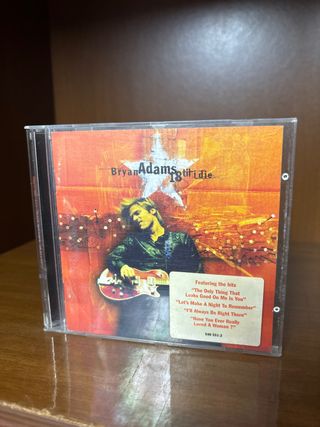 Bryan Adams 18 til i die
Featuring the hits
"The Only Thing That
Looks Good On Me Is You"
"Let's Make A Night To Remember"
"I'll Always Be Right There"
"Have You Ever Really
Loved A Woman ?"